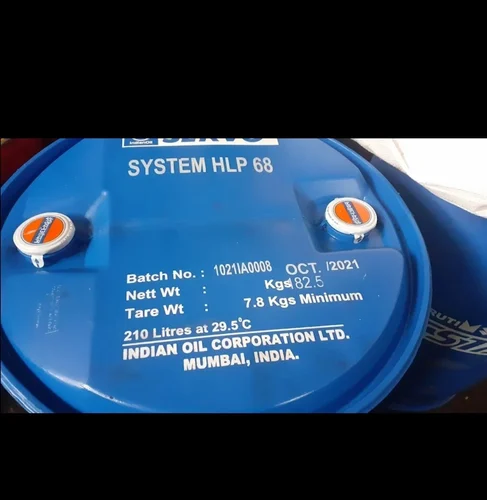 SERVO
SYSTEM HLP 68
Batch No. : 1021IA0008 OCT. /2021
Nett Wt : Kgs 182.5
Tare Wt : 7.8 Kgs Minimum
210 Litres at 29.5°C
INDIAN OIL CORPORATION LTD.
MUMBAI, INDIA.